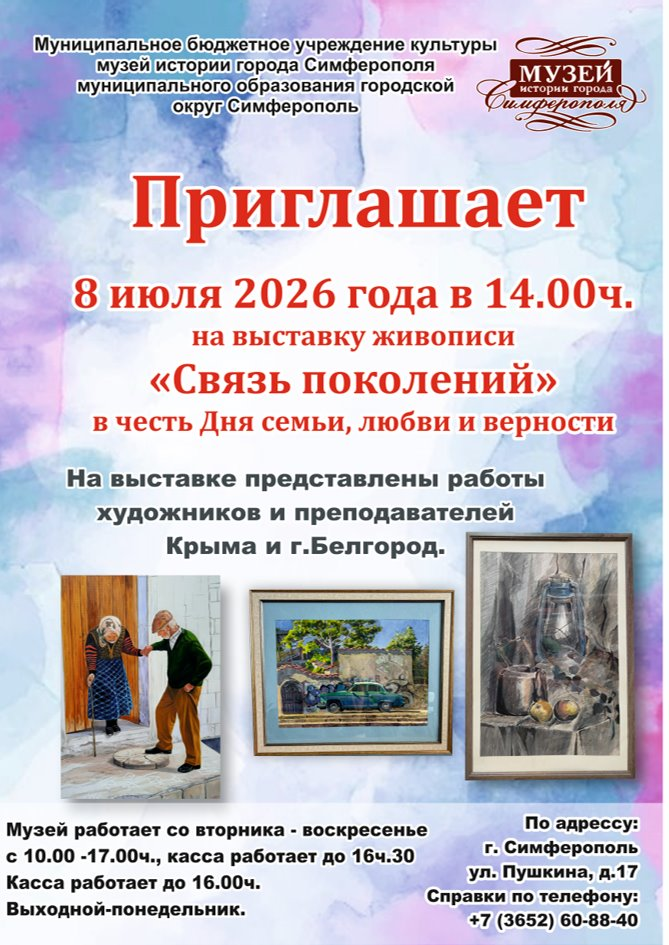 Муниципальное бюджетное учреждение культуры
музей истории города Симферополя
муниципального образования городской
округ Симферополь
МУЗЕЙ
истории города
Симферополя
Приглашает
8 июля 2026 года в 14.00ч.
на выставку живописи
«Связь поколений»
в честь Дня семьи, любви и верности
На выставке представлены работы
художников и преподавателей
Крыма и г.Белгород.
Музей работает со вторника - воскресенье
с 10.00 -17.00ч., касса работает до 16ч.30
Касса работает до 16.00ч.
Выходной-понедельник.
По адресу:
г. Симферополь
ул. Пушкина, д.17
Справки по телефону:
+7 (3652) 60-88-40